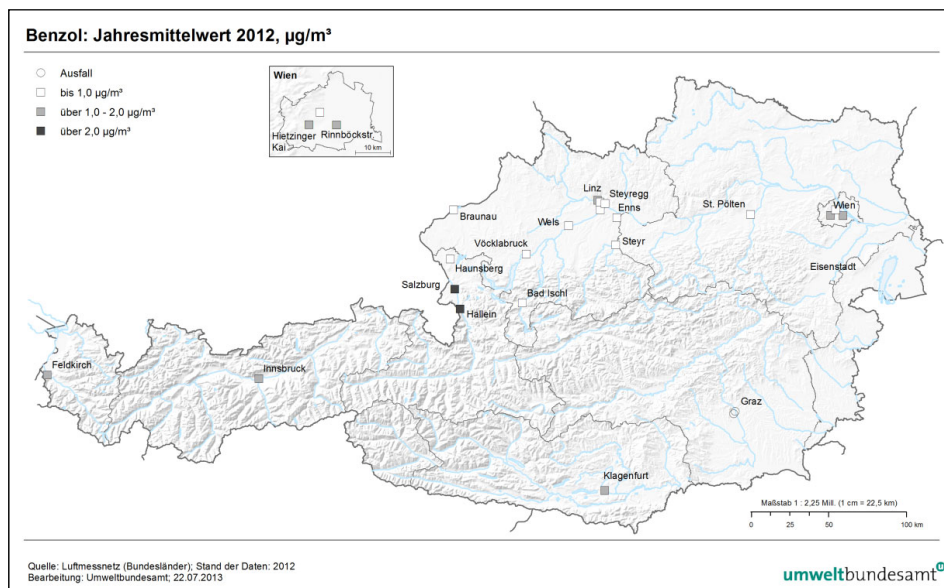 Benzol: Jahresmittelwert 2012, µg/m³
Ausfall
bis 1,0 µg/m³
über 1,0 - 2,0 µg/m³
über 2,0 µg/m³
Wien
Hietzinger Rinnböckstr.
Kai
10 km
Linz
Steyregg
Enns
Braunau
Wels
St. Pölten
Wien
Vöcklabruck
Steyr
Haunsberg
Eisenstadt
Salzburg
Bad Ischl
Hallein
Feldkirch
Innsbruck
Graz
Klagenfurt
Maßstab 1 : 2,25 Mill. (1 cm = 22,5 km)
0 25 50 100 km
Quelle: Luftmessnetz (Bundesländer); Stand der Daten: 2012
Bearbeitung: Umweltbundesamt; 22.07.2013
umweltbundesamt